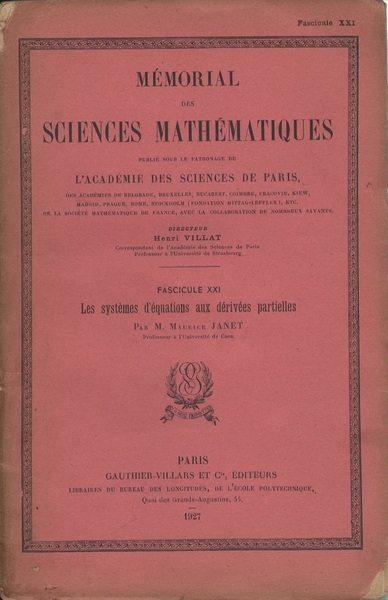 Fascicule XXI
MÉMORIAL
DES
SCIENCES MATHÉMATIQUES
PUBLIÉ SOUS LE PATRONAGE DE
L'ACADÉMIE DES SCIENCES DE PARIS,
DES ACADÉMIES DE BELGRADE, BRUXELLES, BUCAREST, COÏMBRE, CRACOVIE, KIEW,
MADRID, PRAGUE, ROME, STOCKHOLM (FONDATION MITTAG-LEFFLER), ETC.
DE LA SOCIÉTÉ MATHÉMATIQUE DE FRANCE, AVEC LA COLLABORATION DE NOMBREUX SAVANTS.
DIRECTEUR
Henri VILLAT
Correspondant de l'Académie des Sciences de Paris
Professeur à l'Université de Strasbourg
FASCICULE XXI
Les systèmes d'équations aux dérivées partielles
PAR M. MAURICE JANET
Professeur à l'Université de Caen
PARIS
GAUTHIER-VILLARS ET Cie, ÉDITEURS
LIBRAIRES DU BUREAU DES LONGITUDES, DE L'ÉCOLE POLYTECHNIQUE,
Quai des Grands-Augustins, 55.
1927